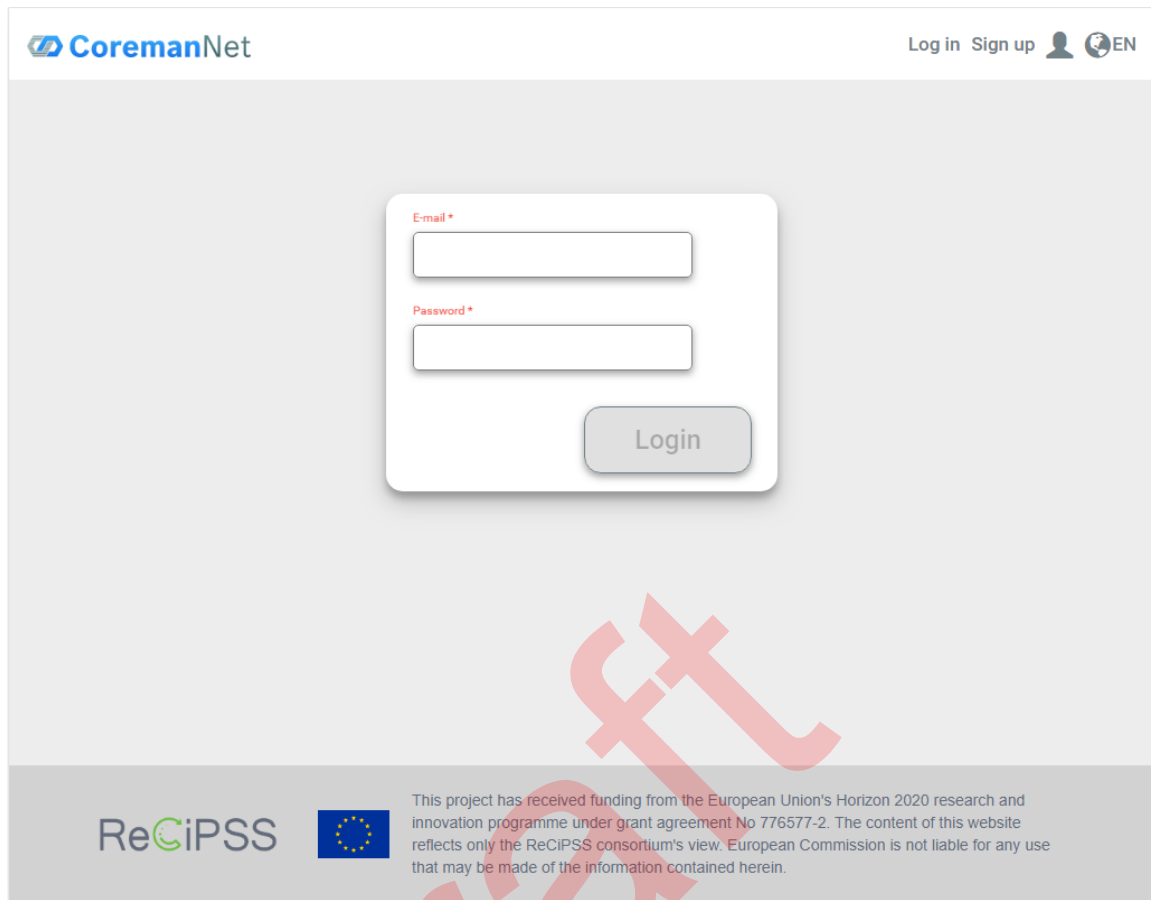 CoremanNet
Log in Sign up EN
E-mail *
Password *
Login
ReCiPSS
This project has received funding from the European Union's Horizon 2020 research and
innovation programme under grant agreement No 776577-2. The content of this website
reflects only the ReCiPSS consortium's view. European Commission is not liable for any use
that may be made of the information contained herein.
aft